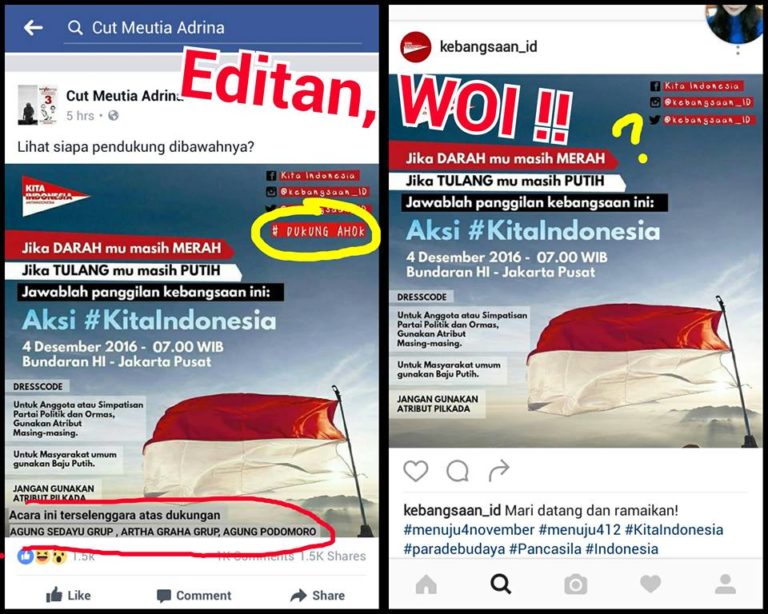 Cut Meutia Adrina
Editan, WOI !!
Cut Meutia Adrina
5 hrs
Lihat siapa pendukung dibawahnya?
KITA
INDONESIA
Kita Indonesia
@kebangsaan_ID
# DUKUNG AHOK
Jika DARAH mu masih MERAH
Jika TULANG mu masih PUTIH
Jawablah panggilan kebangsaan ini:
Aksi #KitaIndonesia
4 Desember 2016 - 07.00 WIB
Bundaran HI - Jakarta Pusat
DRESSCODE
Untuk Anggota atau Simpatisan
Partai Politik dan Ormas,
Gunakan Atribut
Masing-masing.
Untuk Masyarakat umum
gunakan Baju Putih.
JANGAN GUNAKAN
ATRIBUT PILKADA
Acara ini terselenggara atas dukungan
AGUNG SEDAYU GRUP , ARTHA GRAHA GRUP, AGUNG PODOMORO
1.5k
1K Comments 1.5K Shares
Like Comment Share
kebangsaan_id
Kita Indonesia
@kebangsaan_ID
@kebangsaan_ID
?
Jika DARAH mu masih MERAH
Jika TULANG mu masih PUTIH
Jawablah panggilan kebangsaan ini:
Aksi #KitaIndonesia
4 Desember 2016 - 07.00 WIB
Bundaran HI - Jakarta Pusat
DRESSCODE
Untuk Anggota atau Simpatisan
Partai Politik dan Ormas,
Gunakan Atribut
Masing-masing.
Untuk Masyarakat umum
gunakan Baju Putih.
JANGAN GUNAKAN
ATRIBUT PILKADA
kebangsaan_id Mari datang dan ramaikan!
#menuju4november #menuju412 #KitaIndonesia
#paradebudaya #Pancasila #Indonesia